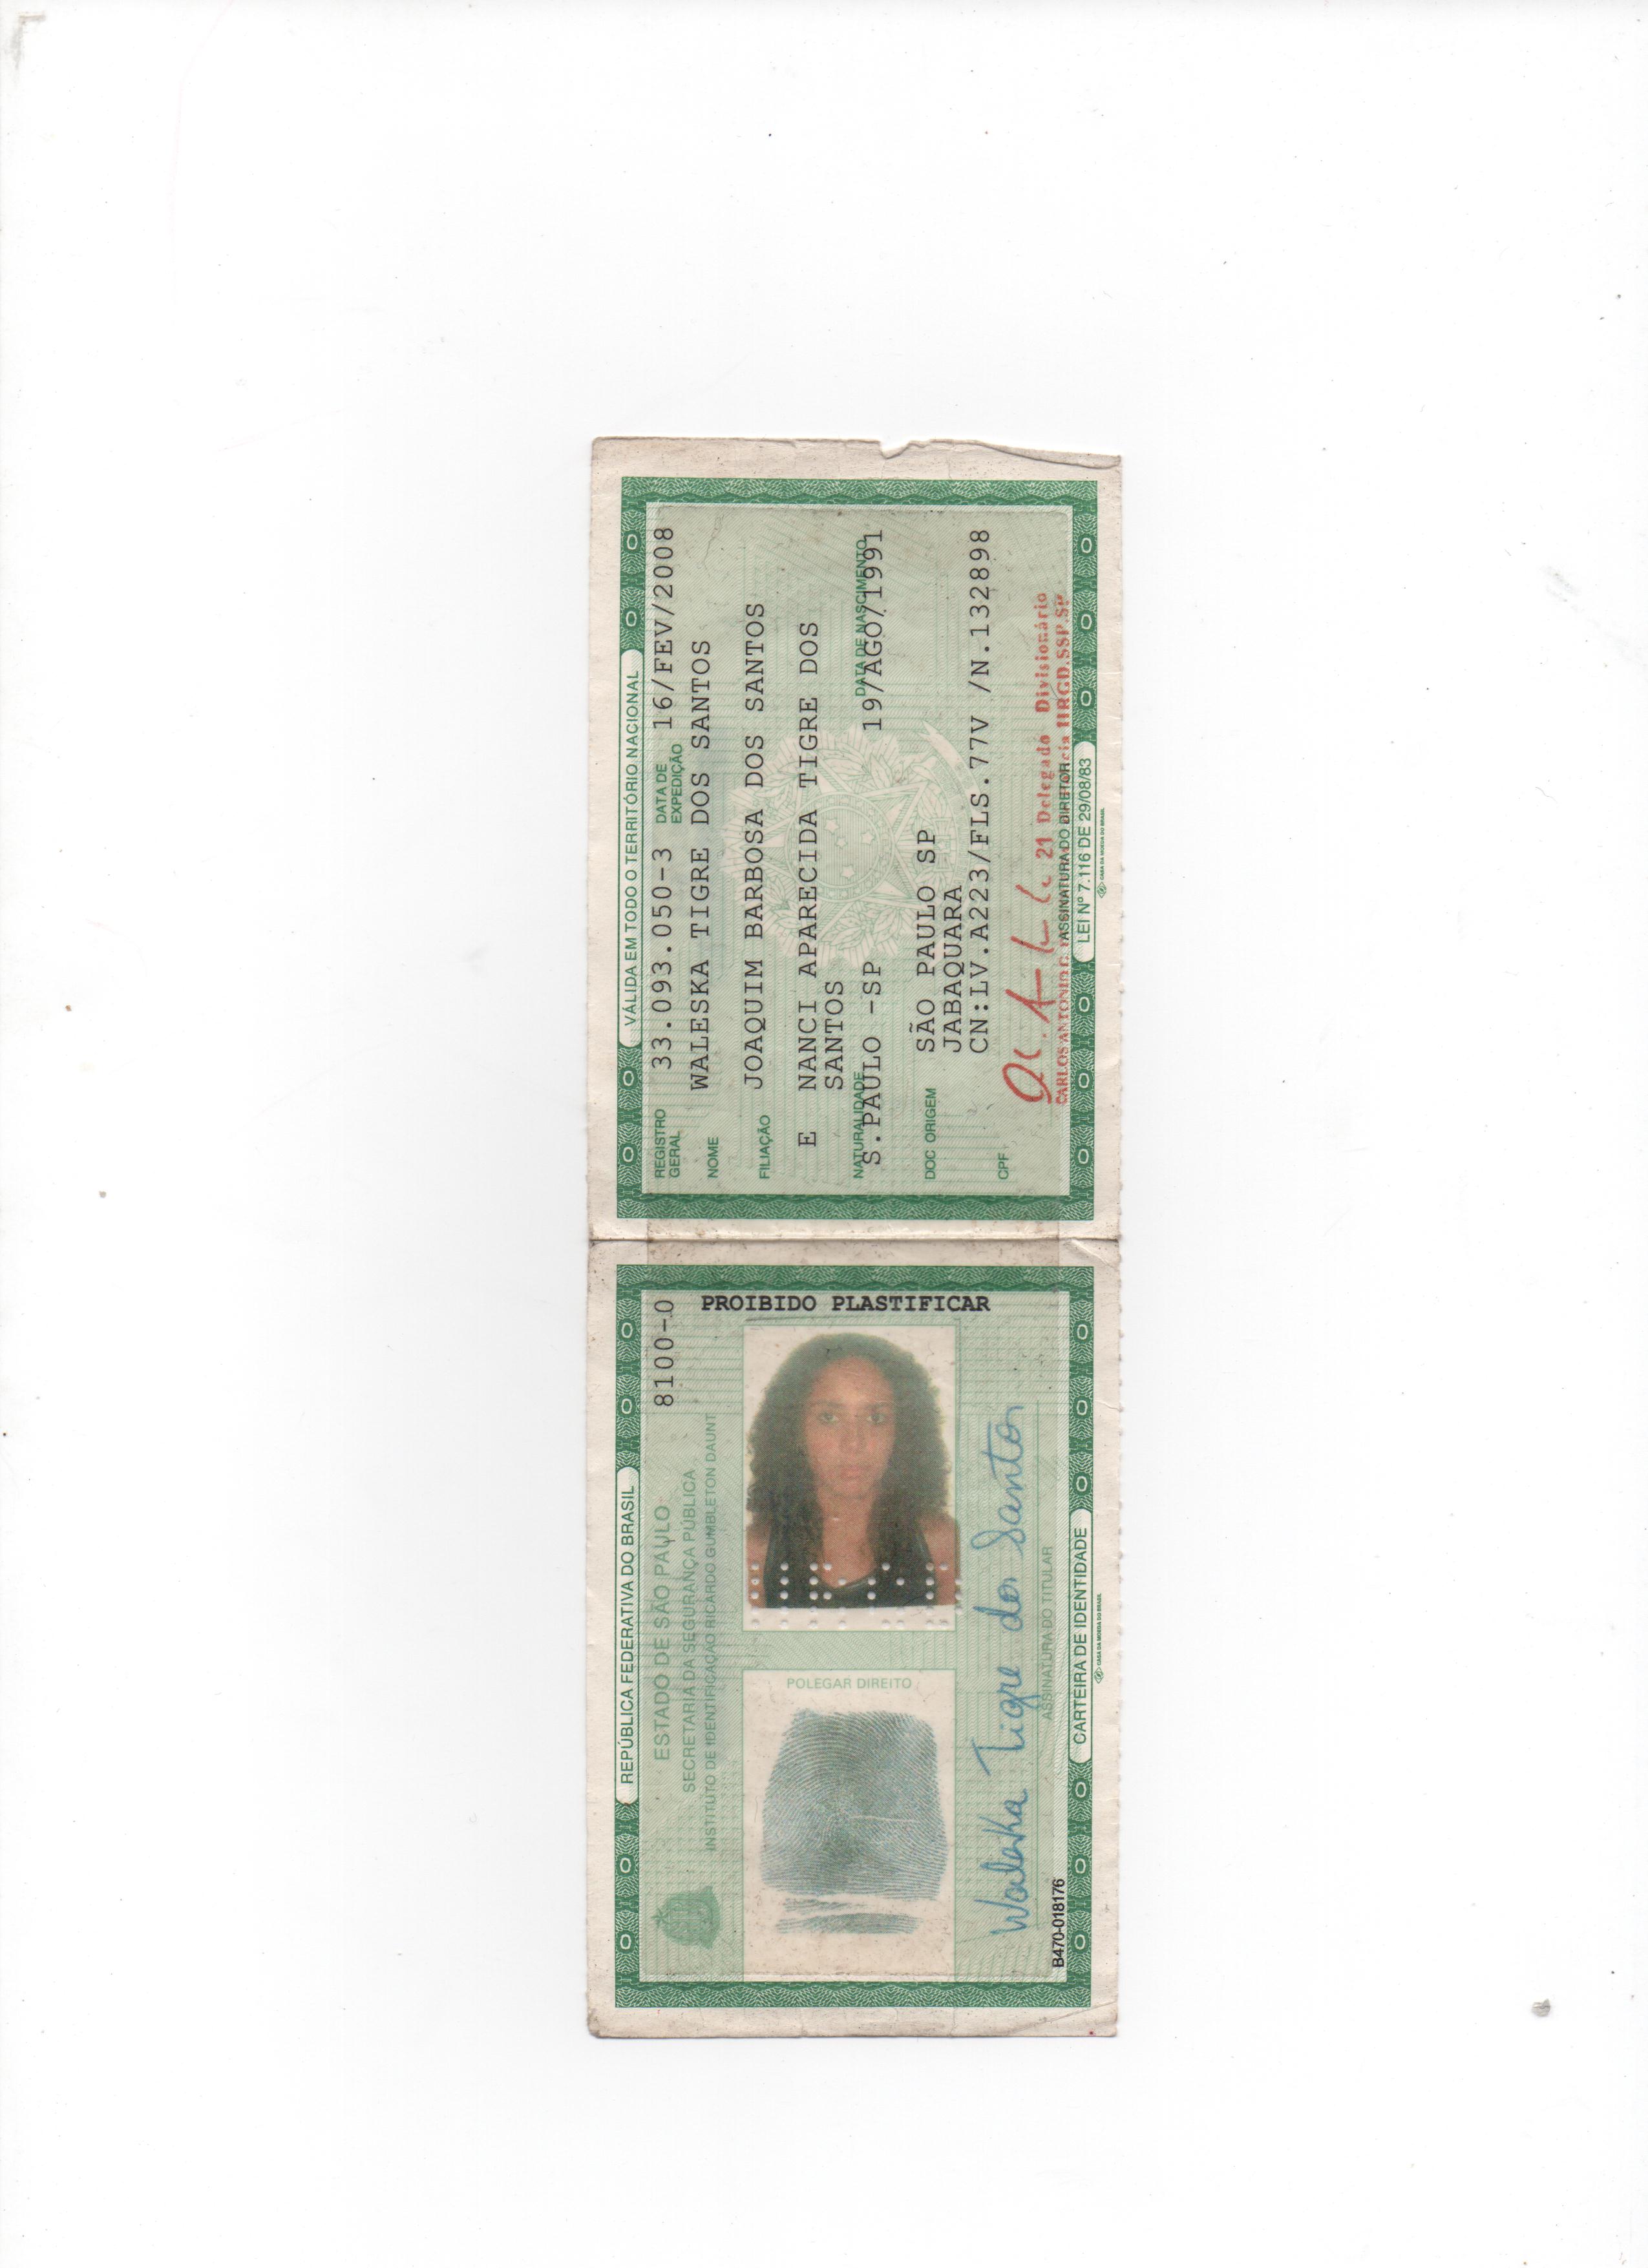 VÁLIDA EM TODO O TERRITÓRIO NACIONAL
REGISTRO GERAL 33.093.050-3 DATA DE EXPEDIÇÃO 16/FEV/2008
NOME WALESKA TIGRE DOS SANTOS
FILIAÇÃO JOAQUIM BARBOSA DOS SANTOS
E NANCI APARECIDA TIGRE DOS
SANTOS
NATURALIDADE DATA DE NASCIMENTO
S.PAULO -SP 19/AGO/1991
DOC ORIGEM SÃO PAULO SP
JABAQUARA
CN:LV.A223/FLS.77V /N.132898
CPF
21 Delegado Divisionário
CARLOS ANTONIO IIRGD.SSP.SP
ASSINATURA DO DIRETOR
LEI Nº 7.116 DE 29/08/83
CASA DA MOEDA DO BRASIL
REPÚBLICA FEDERATIVA DO BRASIL
8100-0
ESTADO DE SÃO PAULO
SECRETARIA DA SEGURANÇA PÚBLICA
INSTITUTO DE IDENTIFICAÇÃO RICARDO GUMBLETON DAUNT
PROIBIDO PLASTIFICAR
POLEGAR DIREITO
Waleska Tigre dos Santos
ASSINATURA DO TITULAR
B470-018176
CARTEIRA DE IDENTIDADE
CASA DA MOEDA DO BRASIL